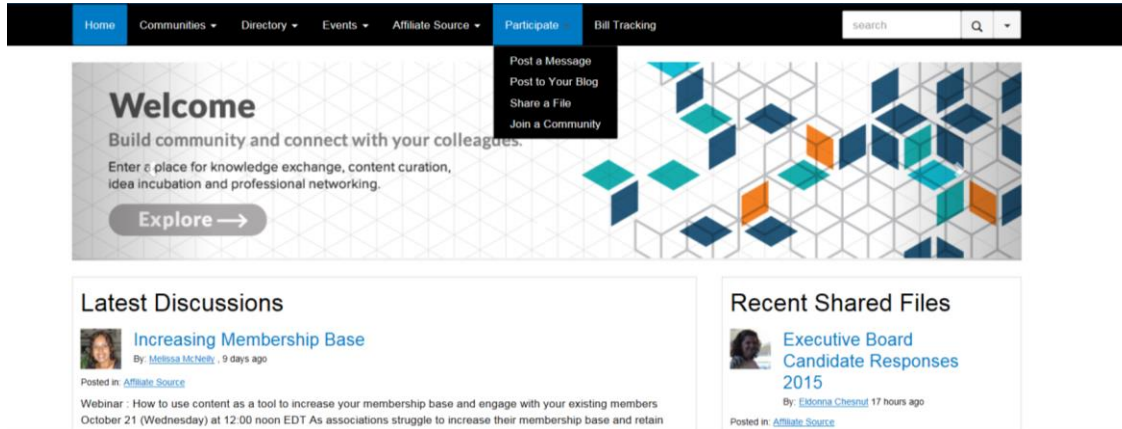 Home Communities Directory Events Affiliate Source Participate Bill Tracking search
Post a Message
Post to Your Blog
Share a File
Join a Community
Welcome
Build community and connect with your colleagues.
Enter a place for knowledge exchange, content curation,
idea incubation and professional networking.
Explore
Latest Discussions
Increasing Membership Base
By: Melissa McNeily , 9 days ago
Posted in: Affiliate Source
Webinar : How to use content as a tool to increase your membership base and engage with your existing members
October 21 (Wednesday) at 12:00 noon EDT As associations struggle to increase their membership base and retain
Recent Shared Files
Executive Board
Candidate Responses
2015
By: Eldonna Chesnut 17 hours ago
Posted in: Affiliate Source